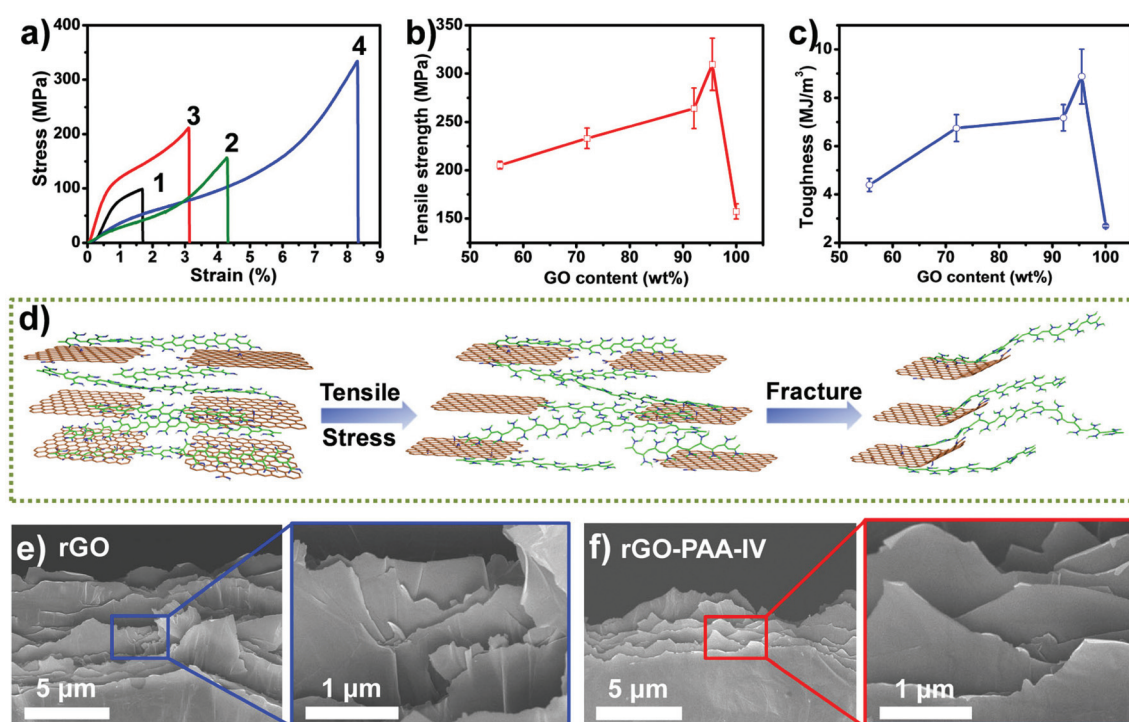 a)
400
300
200
100
0
Stress (MPa)
1
2
3
4
0 1 2 3 4 5 6 7 8 9
Strain (%)
b)
350
300
250
200
150
Tensile strength (MPa)
50 60 70 80 90 100
GO content (wt%)
c)
10
8
6
4
2
Toughness (MJ/m³)
50 60 70 80 90 100
GO content (wt%)
d)
Tensile
Stress
Fracture
e) rGO
5 µm
1 µm
f) rGO-PAA-IV
5 µm
1 µm